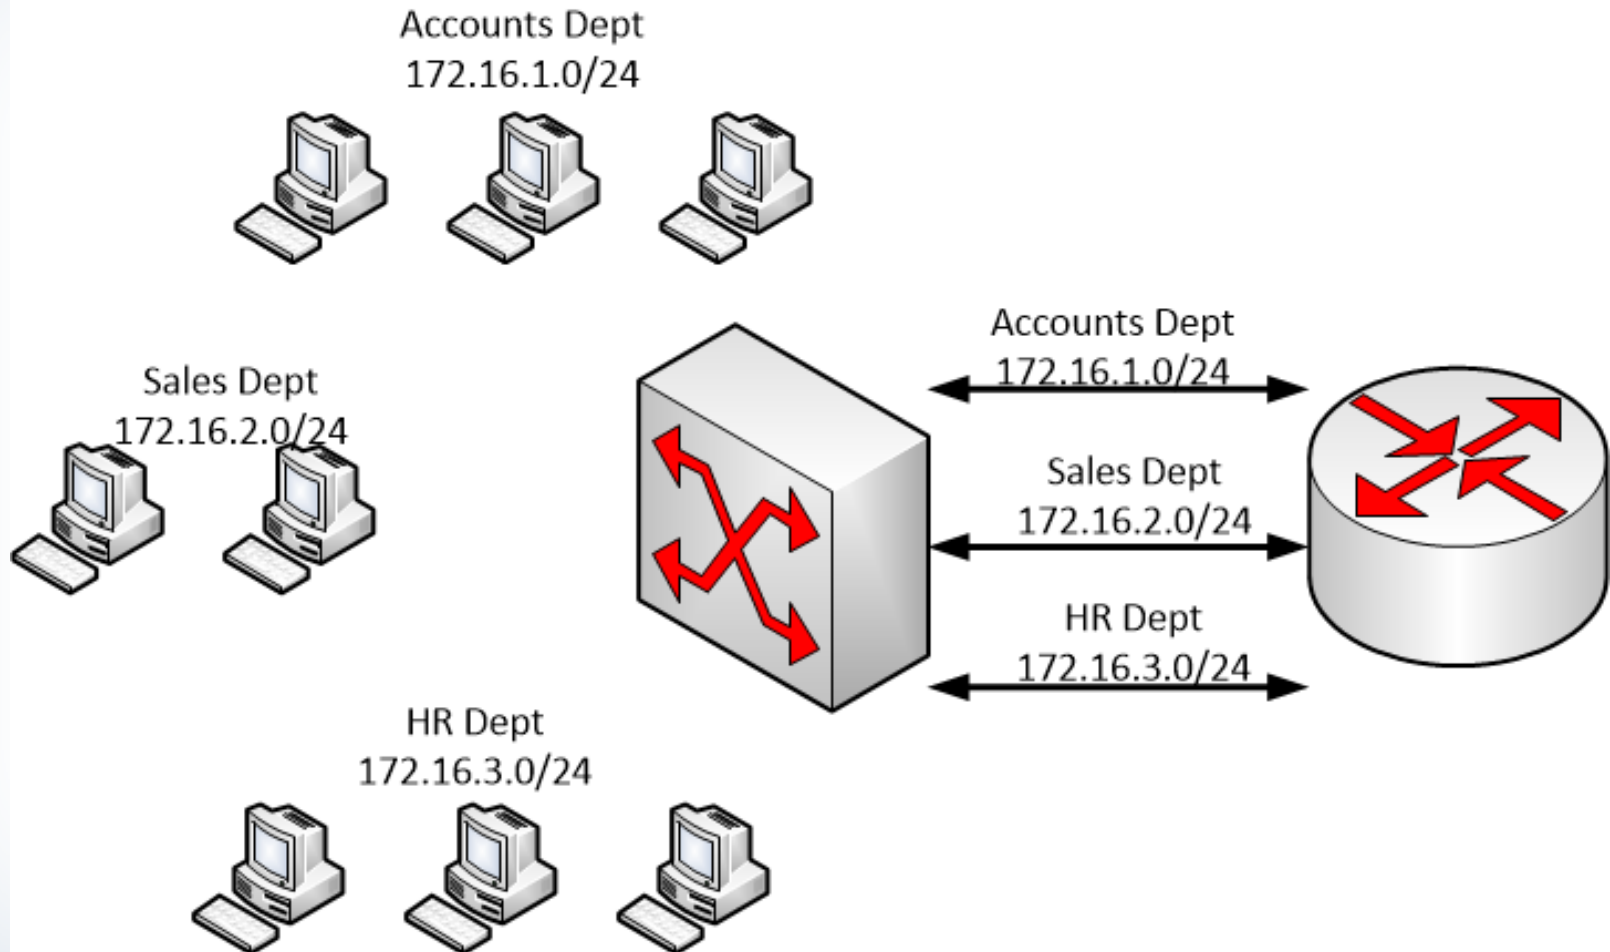 Accounts Dept
172.16.1.0/24
Accounts Dept
172.16.1.0/24
Sales Dept
172.16.2.0/24
Sales Dept
172.16.2.0/24
HR Dept
172.16.3.0/24
HR Dept
172.16.3.0/24